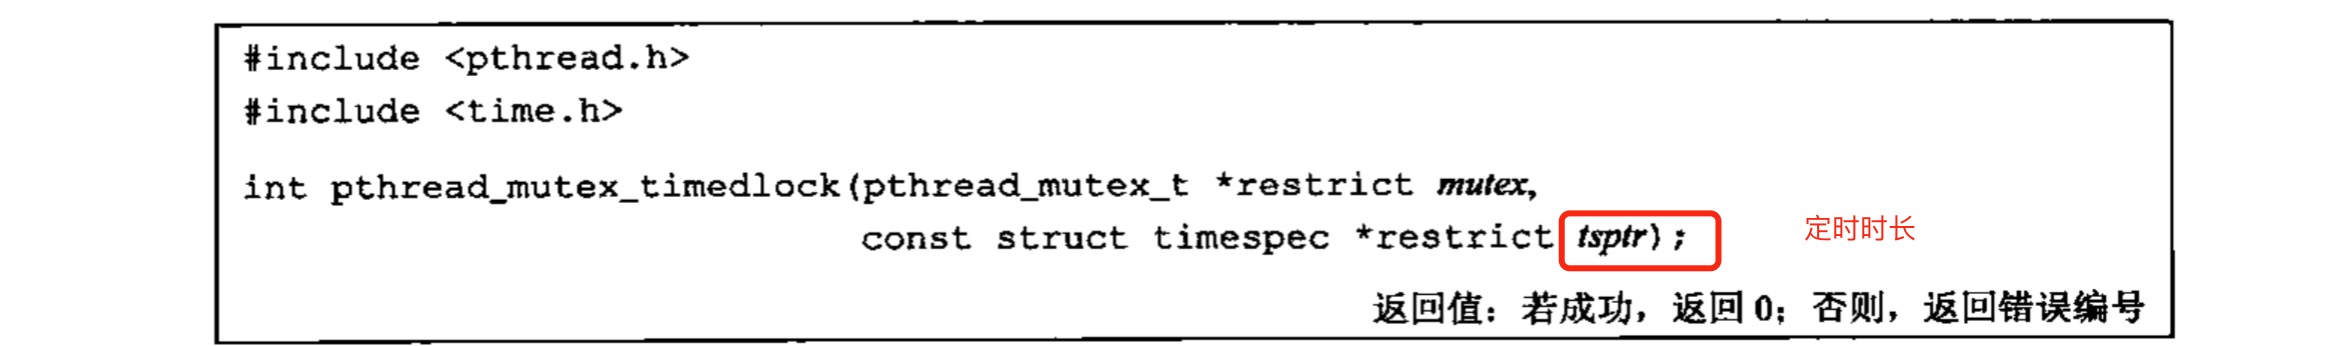 #include <pthread.h>
#include <time.h>
int pthread_mutex_timedlock(pthread_mutex_t *restrict mutex,
const struct timespec *restrict tsptr);
定时时长
返回值：若成功，返回0；否则，返回错误编号